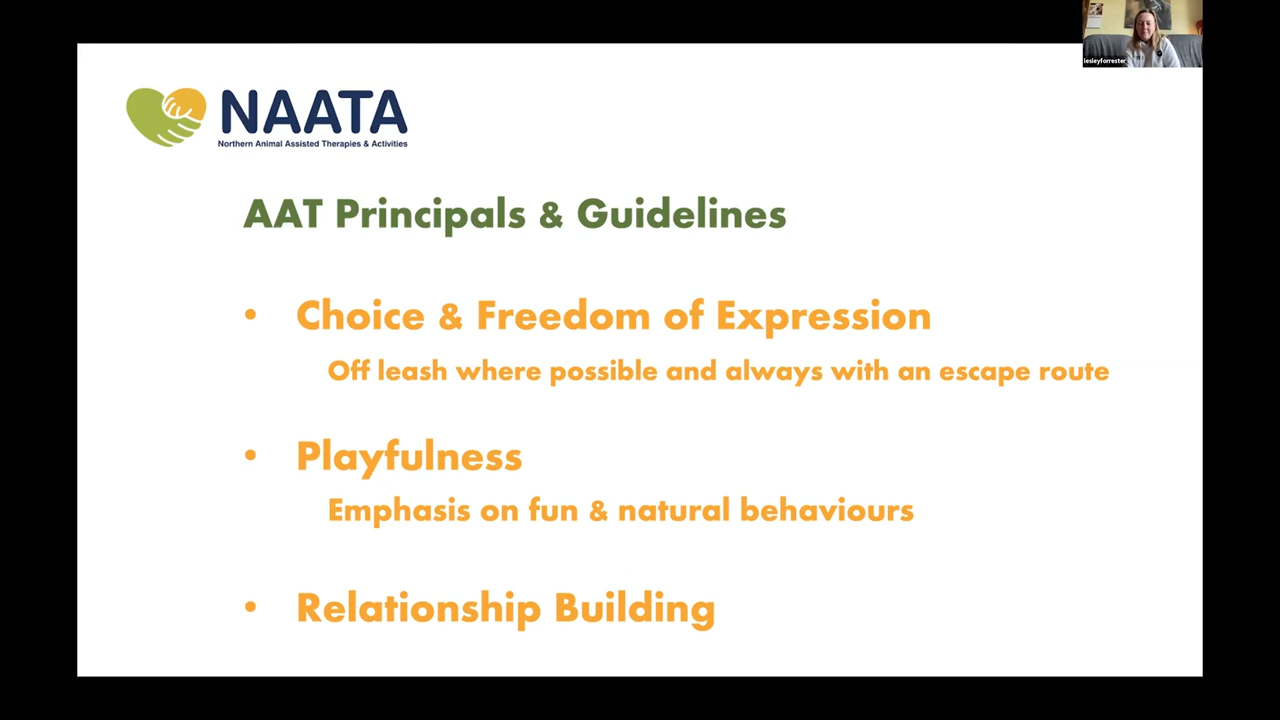 lesleyforrester
NAATA
Northern Animal Assisted Therapies & Activities
AAT Principals & Guidelines
• Choice & Freedom of Expression
Off leash where possible and always with an escape route
• Playfulness
Emphasis on fun & natural behaviours
• Relationship Building